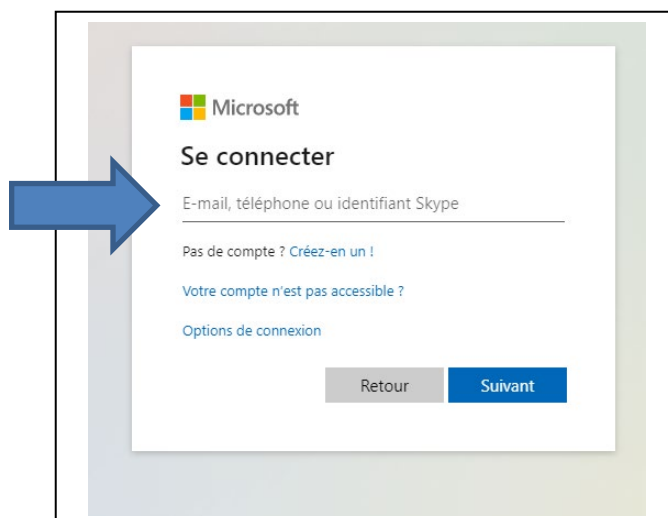 Microsoft
Se connecter
E-mail, téléphone ou identifiant Skype
Pas de compte ? Créez-en un !
Votre compte n'est pas accessible ?
Options de connexion
Retour Suivant